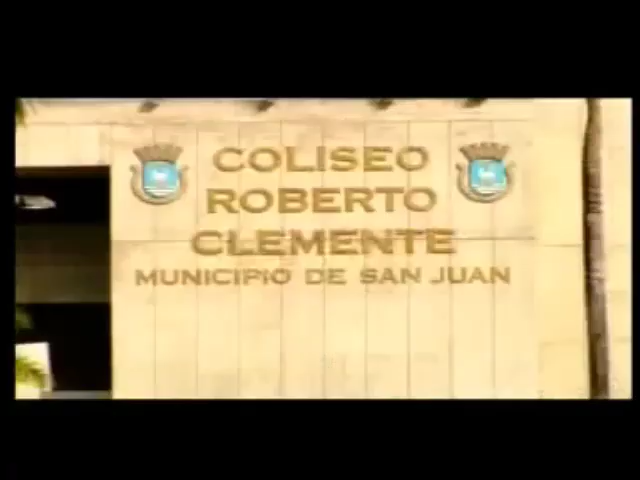 COLISEO
ROBERTO
CLEMENTE
MUNICIPIO DE SAN JUAN